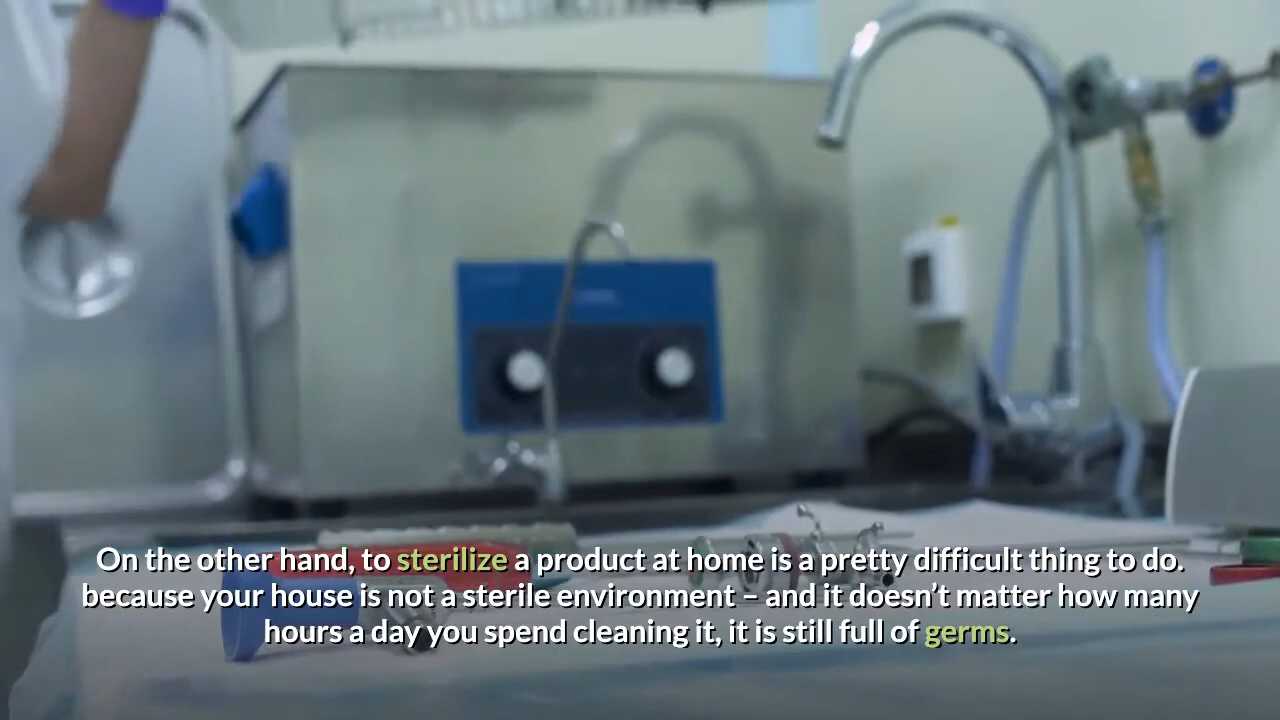 On the other hand, to sterilize a product at home is a pretty difficult thing to do.
because your house is not a sterile environment – and it doesn't matter how many
hours a day you spend cleaning it, it is still full of germs.